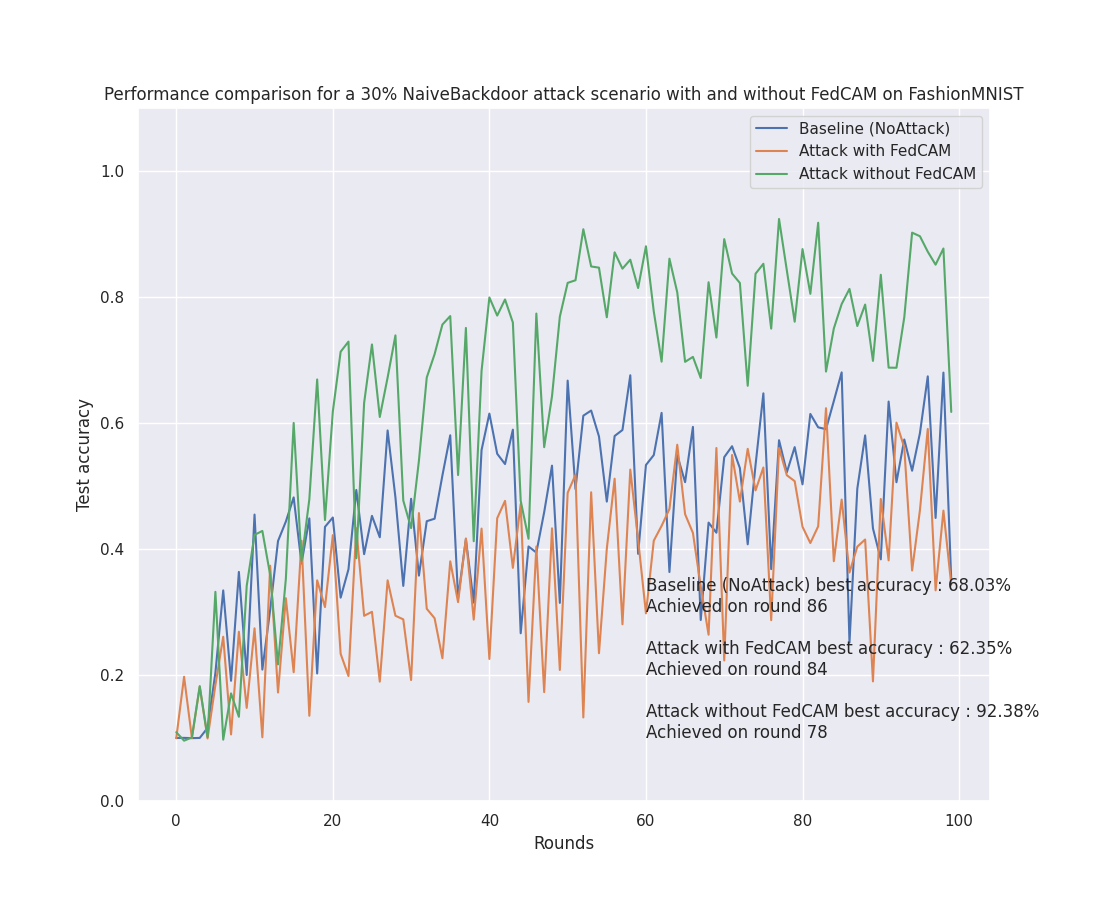 Performance comparison for a 30% NaiveBackdoor attack scenario with and without FedCAM on FashionMNIST
Baseline (NoAttack)
Attack with FedCAM
Attack without FedCAM
1.0
0.8
0.6
0.4
0.2
0.0
Test accuracy
Baseline (NoAttack) best accuracy : 68.03%
Achieved on round 86
Attack with FedCAM best accuracy : 62.35%
Achieved on round 84
Attack without FedCAM best accuracy : 92.38%
Achieved on round 78
0 20 40 60 80 100
Rounds